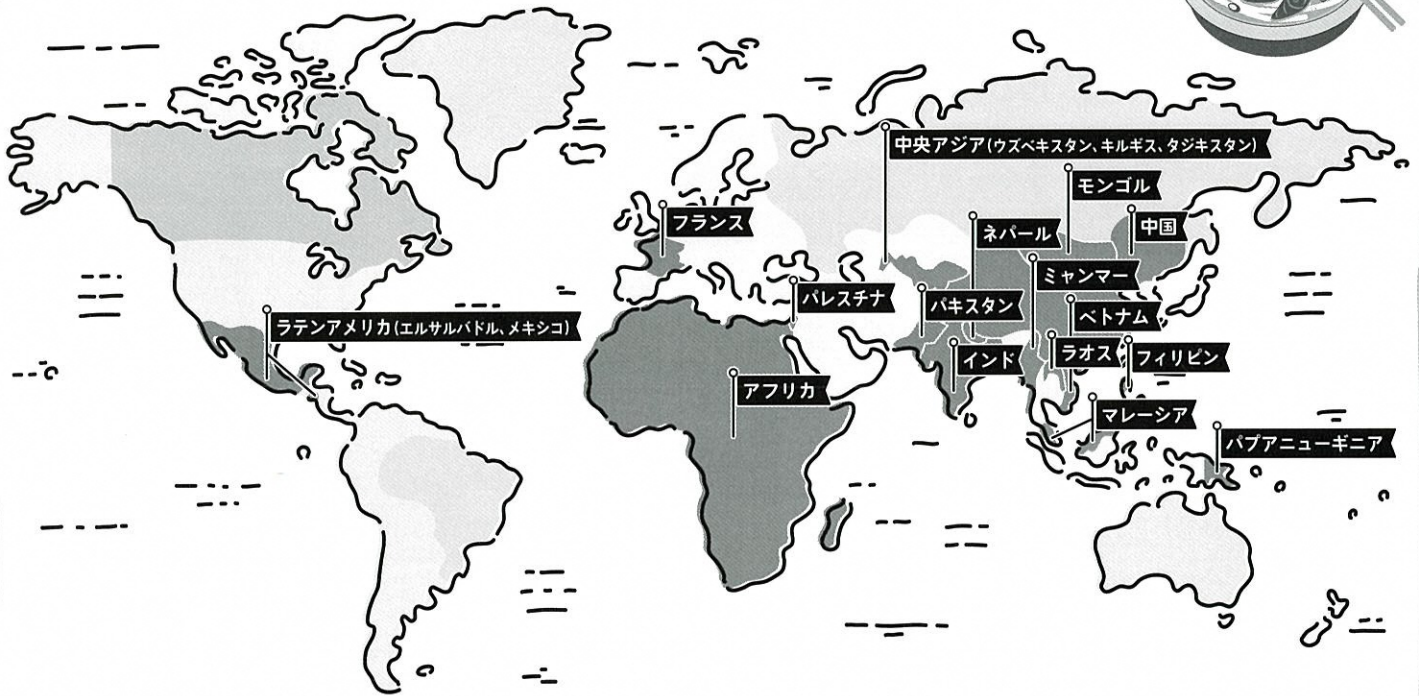 中央アジア(ウズベキスタン、キルギス、タジキスタン)
モンゴル
フランス
ネパール
中国
ミャンマー
パレスチナ
パキスタン
ベトナム
ラテンアメリカ(エルサルバドル、メキシコ)
インド
ラオス
フィリピン
アフリカ
マレーシア
パプアニューギニア